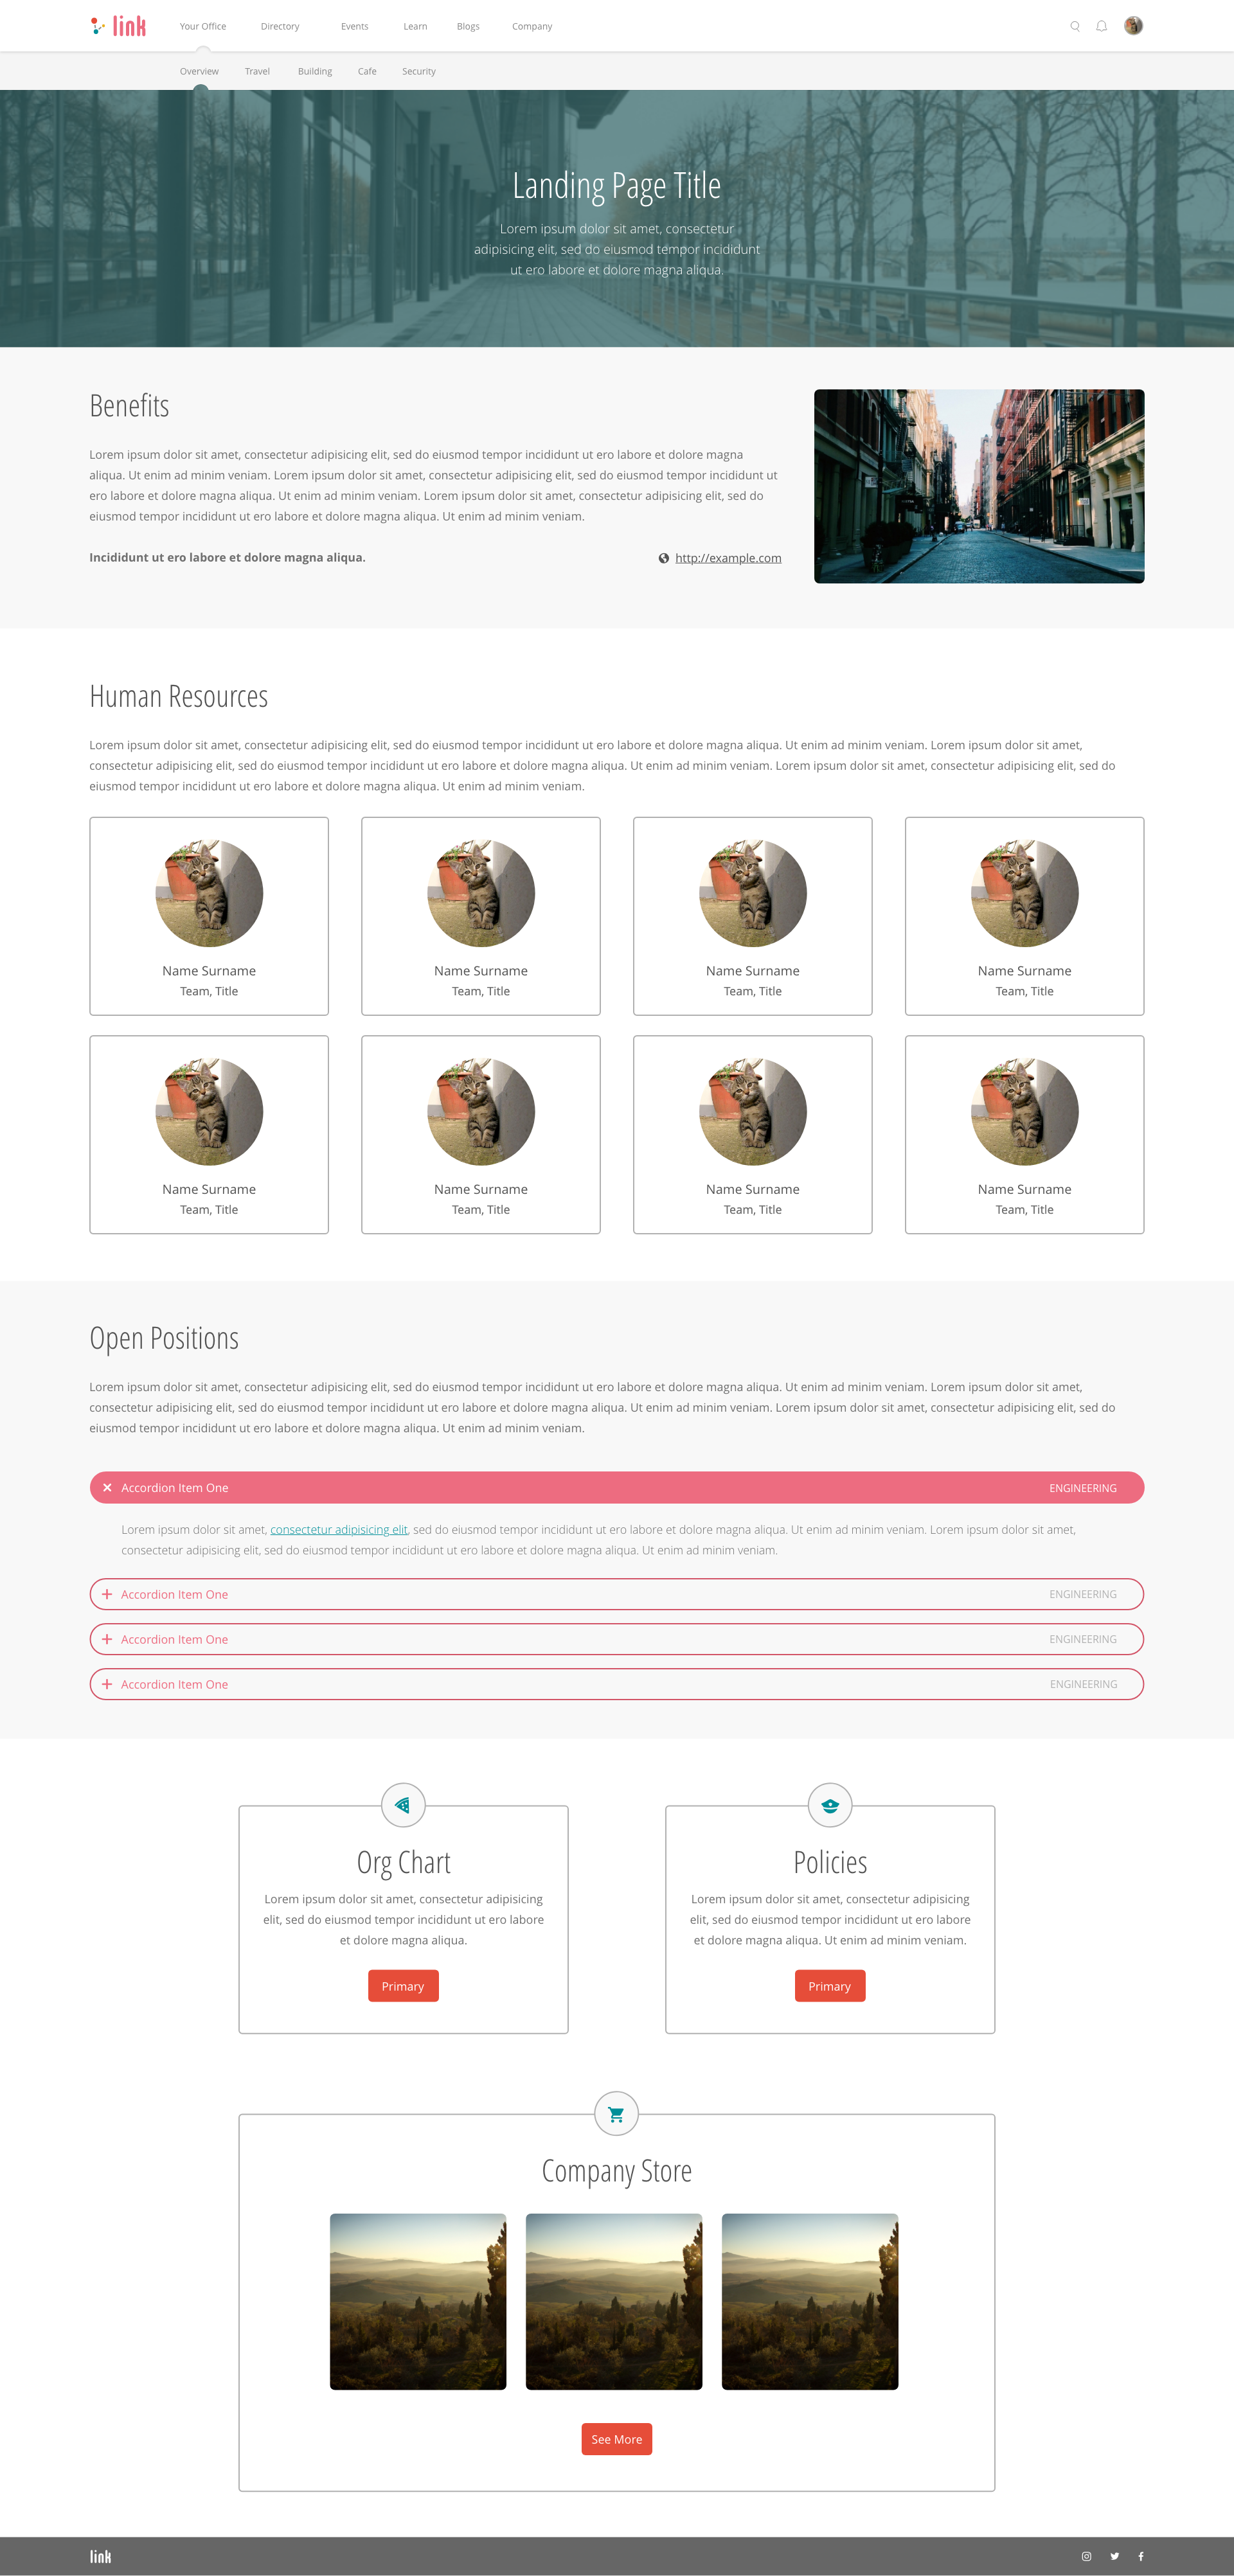 link
Your Office Directory Events Learn Blogs Company
Overview Travel Building Cafe Security
Landing Page Title
Lorem ipsum dolor sit amet, consectetur
adipisicing elit, sed do eiusmod tempor incididunt
ut ero labore et dolore magna aliqua.
Benefits
Lorem ipsum dolor sit amet, consectetur adipisicing elit, sed do eiusmod tempor incididunt ut ero labore et dolore magna
aliqua. Ut enim ad minim veniam. Lorem ipsum dolor sit amet, consectetur adipisicing elit, sed do eiusmod tempor incididunt ut
ero labore et dolore magna aliqua. Ut enim ad minim veniam. Lorem ipsum dolor sit amet, consectetur adipisicing elit, sed do
eiusmod tempor incididunt ut ero labore et dolore magna aliqua. Ut enim ad minim veniam.
Incididunt ut ero labore et dolore magna aliqua.
http://example.com
Human Resources
Lorem ipsum dolor sit amet, consectetur adipisicing elit, sed do eiusmod tempor incididunt ut ero labore et dolore magna aliqua. Ut enim ad minim veniam. Lorem ipsum dolor sit amet,
consectetur adipisicing elit, sed do eiusmod tempor incididunt ut ero labore et dolore magna aliqua. Ut enim ad minim veniam. Lorem ipsum dolor sit amet, consectetur adipisicing elit, sed do
eiusmod tempor incididunt ut ero labore et dolore magna aliqua. Ut enim ad minim veniam.
Name Surname
Team, Title
Name Surname
Team, Title
Name Surname
Team, Title
Name Surname
Team, Title
Name Surname
Team, Title
Name Surname
Team, Title
Name Surname
Team, Title
Name Surname
Team, Title
Open Positions
Lorem ipsum dolor sit amet, consectetur adipisicing elit, sed do eiusmod tempor incididunt ut ero labore et dolore magna aliqua. Ut enim ad minim veniam. Lorem ipsum dolor sit amet,
consectetur adipisicing elit, sed do eiusmod tempor incididunt ut ero labore et dolore magna aliqua. Ut enim ad minim veniam. Lorem ipsum dolor sit amet, consectetur adipisicing elit, sed do
eiusmod tempor incididunt ut ero labore et dolore magna aliqua. Ut enim ad minim veniam.
Accordion Item One ENGINEERING
Lorem ipsum dolor sit amet, consectetur adipisicing elit, sed do eiusmod tempor incididunt ut ero labore et dolore magna aliqua. Ut enim ad minim veniam. Lorem ipsum dolor sit amet,
consectetur adipisicing elit, sed do eiusmod tempor incididunt ut ero labore et dolore magna aliqua. Ut enim ad minim veniam.
Accordion Item One ENGINEERING
Accordion Item One ENGINEERING
Accordion Item One ENGINEERING
Org Chart
Lorem ipsum dolor sit amet, consectetur adipisicing
elit, sed do eiusmod tempor incididunt ut ero labore
et dolore magna aliqua.
Primary
Policies
Lorem ipsum dolor sit amet, consectetur adipisicing
elit, sed do eiusmod tempor incididunt ut ero labore
et dolore magna aliqua. Ut enim ad minim veniam.
Primary
Company Store
See More
link